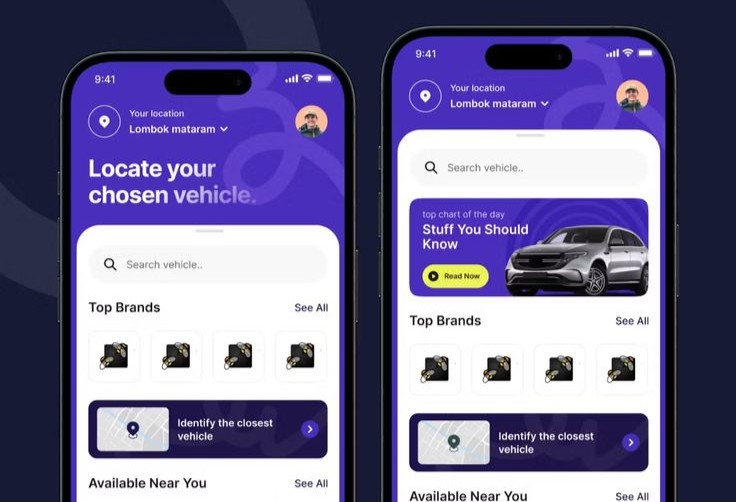 9:41
Your location
Lombok mataram
Locate your
chosen vehicle.
Search vehicle..
Top Brands
See All
Identify the closest
vehicle
Available Near You
See All
9:41
Your location
Lombok mataram
Search vehicle..
top chart of the day
Stuff You Should
Know
Read Now
Top Brands
See All
Identify the closest
vehicle
Available Near You
See All